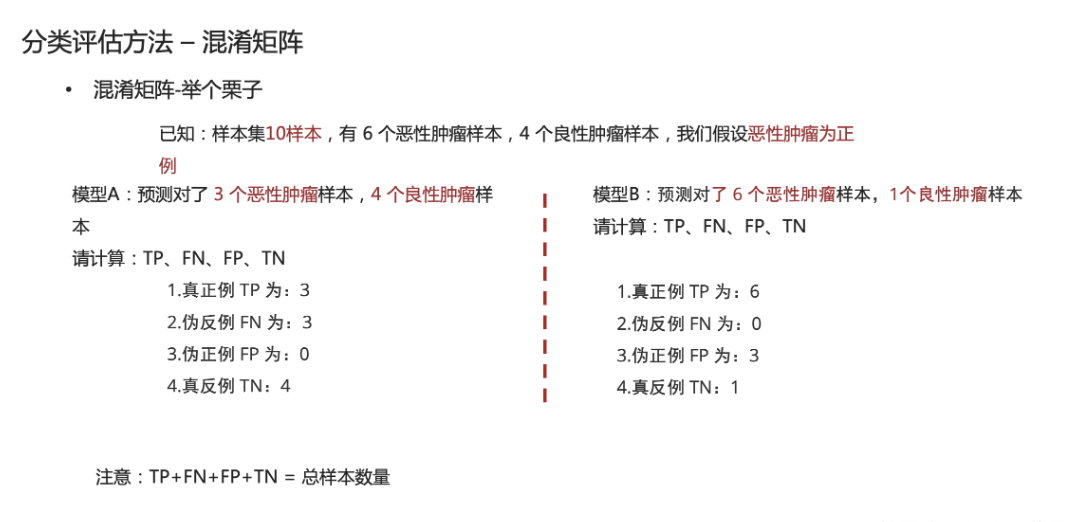 分类评估方法 – 混淆矩阵
• 混淆矩阵-举个栗子
已知：样本集10样本，有 6 个恶性肿瘤样本，4 个良性肿瘤样本，我们假设恶性肿瘤为正
例
模型A：预测对了 3 个恶性肿瘤样本，4 个良性肿瘤样
本
请计算：TP、FN、FP、TN
1.真正例 TP 为：3
2.伪反例 FN 为：3
3.伪正例 FP 为：0
4.真反例 TN：4
模型B：预测对了 6 个恶性肿瘤样本，1个良性肿瘤样本
请计算：TP、FN、FP、TN
1.真正例 TP 为：6
2.伪反例 FN 为：0
3.伪正例 FP 为：3
4.真反例 TN：1
注意：TP+FN+FP+TN = 总样本数量